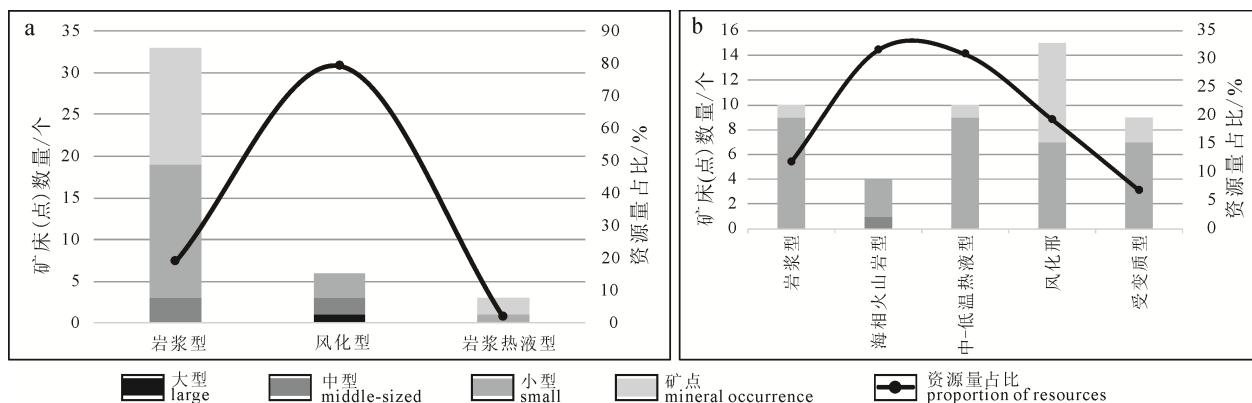 a
矿床(点)数量/个
35
30
25
20
15
10
5
0
90
80
70
60
50
40
30
20
10
0
资源量占比/%
岩浆型
风化型
岩浆热液型
b
矿床(点)数量/个
16
14
12
10
8
6
4
2
0
35
30
25
20
15
10
5
0
资源量占比/%
岩浆型
海相火山岩型
中-低温热液型
风化邢
受变质型
大型
large
中型
middle-sized
小型
small
矿点
mineral occurrence
资源量占比
proportion of resources